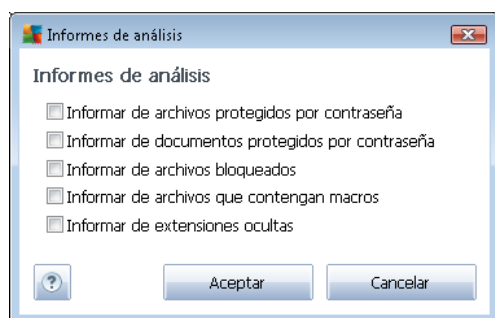 Informes de análisis
Informes de análisis
Informar de archivos protegidos por contraseña
Informar de documentos protegidos por contraseña
Informar de archivos bloqueados
Informar de archivos que contengan macros
Informar de extensiones ocultas
?
Aceptar
Cancelar